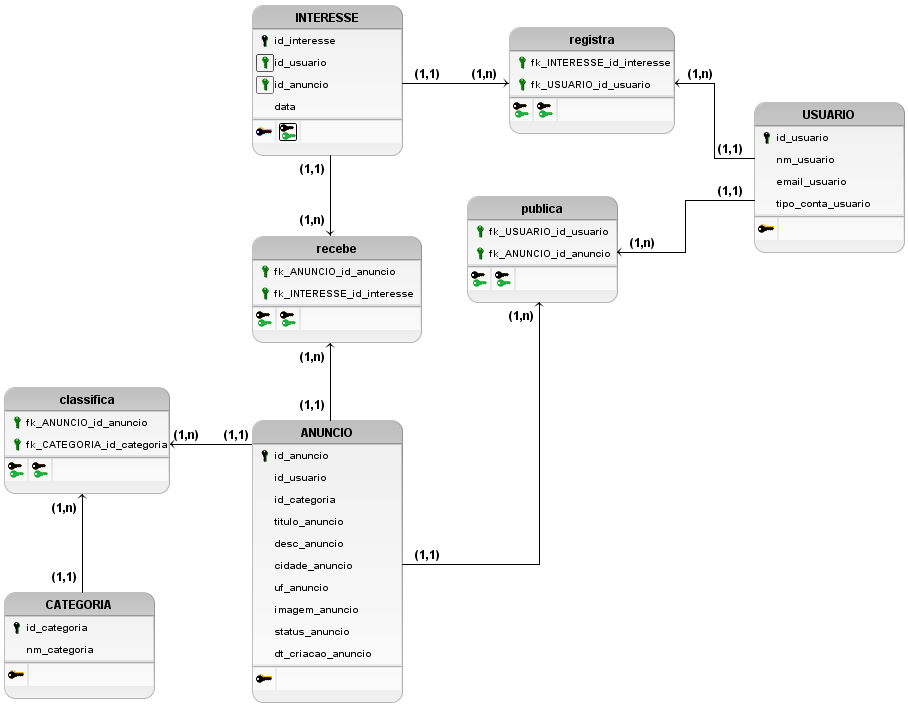 INTERESSE
id_interesse
id_usuario
id_anuncio
data
registra
fk_INTERESSE_id_interesse
fk_USUARIO_id_usuario
(1,1)
(1,n)
(1,n)
(1,1)
USUARIO
id_usuario
nm_usuario
email_usuario
tipo_conta_usuario
(1,1)
(1,n)
publica
fk_USUARIO_id_usuario
fk_ANUNCIO_id_anuncio
(1,n)
(1,1)
(1,n)
recebe
fk_ANUNCIO_id_anuncio
fk_INTERESSE_id_interesse
(1,n)
(1,1)
classifica
fk_ANUNCIO_id_anuncio
fk_CATEGORIA_id_categoria
(1,n)
(1,1)
(1,n)
(1,1)
CATEGORIA
id_categoria
nm_categoria
ANUNCIO
id_anuncio
id_usuario
id_categoria
titulo_anuncio
desc_anuncio
cidade_anuncio
uf_anuncio
imagem_anuncio
status_anuncio
dt_criacao_anuncio
(1,1)